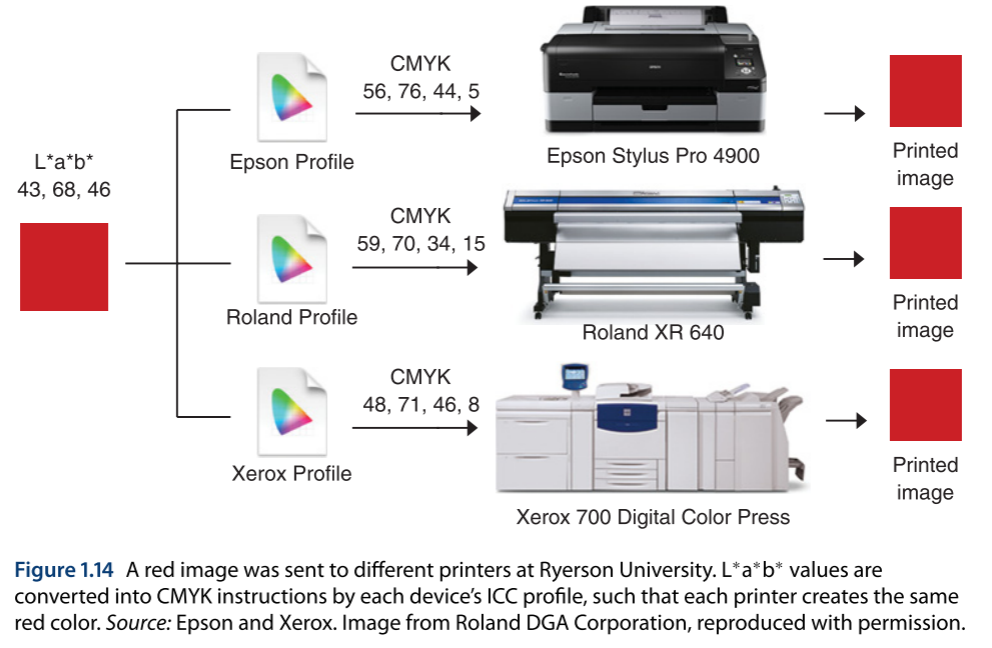 L*a*b*
43, 68, 46
Epson Profile
CMYK
56, 76, 44, 5
Epson Stylus Pro 4900
Printed
image
Roland Profile
CMYK
59, 70, 34, 15
Roland XR 640
Printed
image
Xerox Profile
CMYK
48, 71, 46, 8
Xerox 700 Digital Color Press
Printed
image
Figure 1.14 A red image was sent to different printers at Ryerson University. L*a*b* values are
converted into CMYK instructions by each device's ICC profile, such that each printer creates the same
red color. Source: Epson and Xerox. Image from Roland DGA Corporation, reproduced with permission.